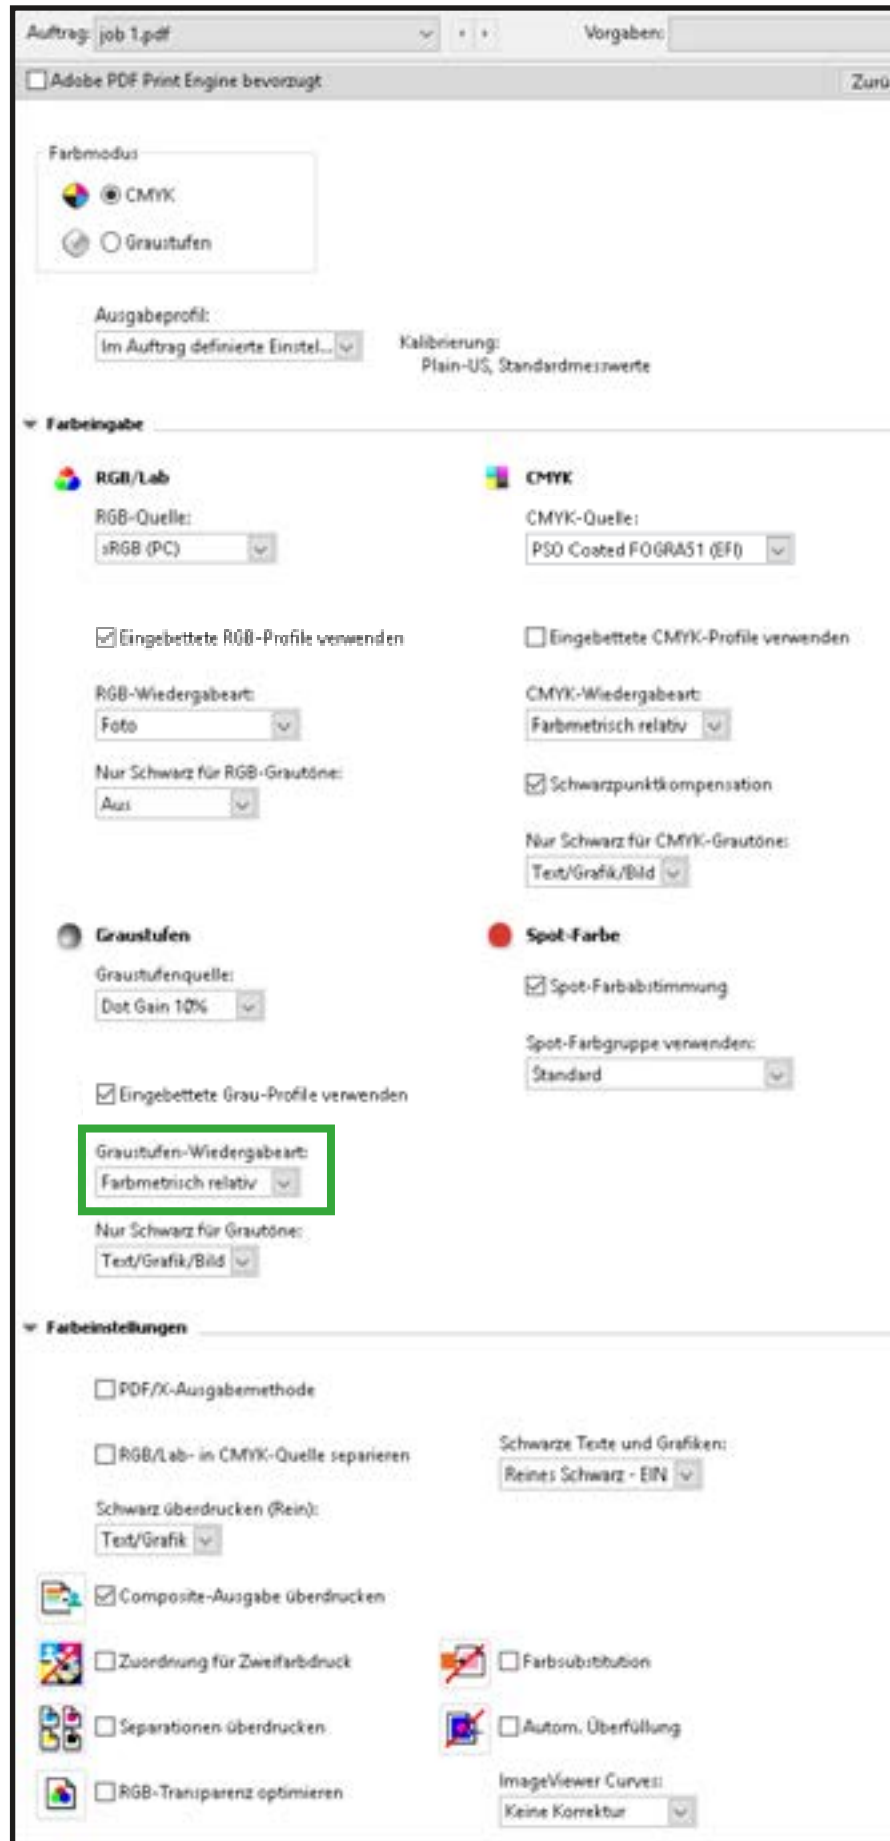 Auftrag: job 1.pdf Vorgaben:
Adobe PDF Print Engine bevorzugt
Farbmodus
CMYK
Graustufen
Ausgabeprofil:
Im Auftrag definierte Einstel...
Kalibrierung:
Plain-US, Standardmesswerte
Farbeingabe
RGB/Lab
RGB-Quelle:
sRGB (PC)
Eingebettete RGB-Profile verwenden
RGB-Wiedergabeart:
Foto
Nur Schwarz für RGB-Grautöne:
Aus
CMYK
CMYK-Quelle:
PSO Coated FOGRA51 (EFI)
Eingebettete CMYK-Profile verwenden
CMYK-Wiedergabeart:
Farbmetrisch relativ
Schwarzpunktkompensation
Nur Schwarz für CMYK-Grautöne:
Text/Grafik/Bild
Graustufen
Graustufenquelle:
Dot Gain 10%
Eingebettete Grau-Profile verwenden
Graustufen-Wiedergabeart:
Farbmetrisch relativ
Nur Schwarz für Grautöne:
Text/Grafik/Bild
Spot-Farbe
Spot-Farbabstimmung
Spot-Farbgruppe verwenden:
Standard
Farbeinstellungen
PDF/X-Ausgabemethode
RGB/Lab- in CMYK-Quelle separieren
Schwarze Texte und Grafiken:
Reines Schwarz - EIN
Schwarz überdrucken (Rein):
Text/Grafik
Composite-Ausgabe überdrucken
Zuordnung für Zweifarbdruck
Farbsubstitution
Separationen überdrucken
Autom. Überfüllung
RGB-Transparenz optimieren
ImageViewer Curves:
Keine Korrektur